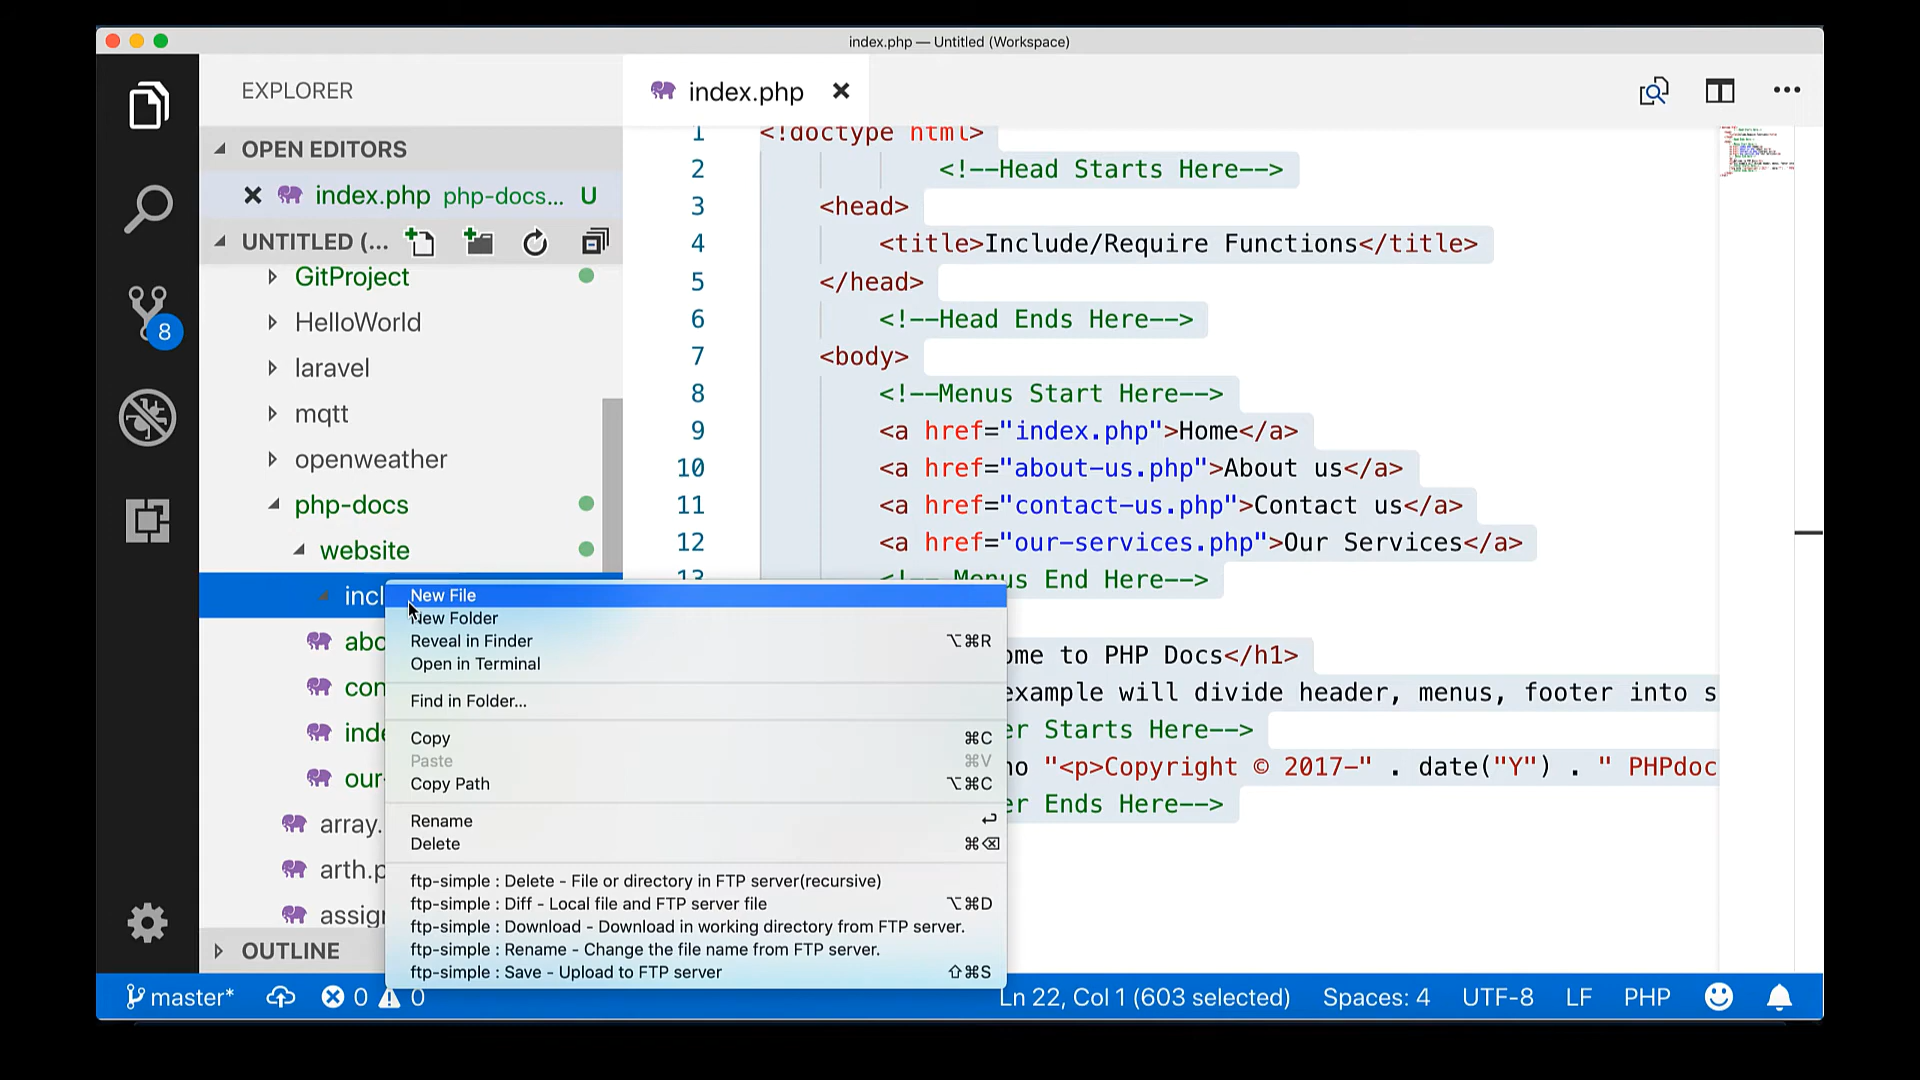 index.php — Untitled (Workspace)
EXPLORER
OPEN EDITORS
index.php php-docs... U
UNTITLED (...
GitProject
HelloWorld
laravel
mqtt
openweather
php-docs
website
incl
abo
con
inde
our-
array.
arth.p
assign
OUTLINE
8
index.php
1 <!doctype html>
2 <!--Head Starts Here-->
3 <head>
4 <title>Include/Require Functions</title>
5 </head>
6 <!--Head Ends Here-->
7 <body>
8 <!--Menus Start Here-->
9 <a href="index.php">Home</a>
10 <a href="about-us.php">About us</a>
11 <a href="contact-us.php">Contact us</a>
12 <a href="our-services.php">Our Services</a>
13 <!-- Menus End Here-->
ome to PHP Docs</h1>
example will divide header, menus, footer into s
er Starts Here-->
ho "<p>Copyright © 2017-" . date("Y") . " PHPdoc
er Ends Here-->
New File
New Folder
Reveal in Finder ⌥⌘R
Open in Terminal
Find in Folder...
Copy ⌘C
Paste ⌘V
Copy Path ⌥⌘C
Rename ↩
Delete ⌘⌫
ftp-simple : Delete - File or directory in FTP server(recursive)
ftp-simple : Diff - Local file and FTP server file ⌥⌘D
ftp-simple : Download - Download in working directory from FTP server.
ftp-simple : Rename - Change the file name from FTP server.
ftp-simple : Save - Upload to FTP server ⇧⌘S
master* 0 0 Ln 22, Col 1 (603 selected) Spaces: 4 UTF-8 LF PHP